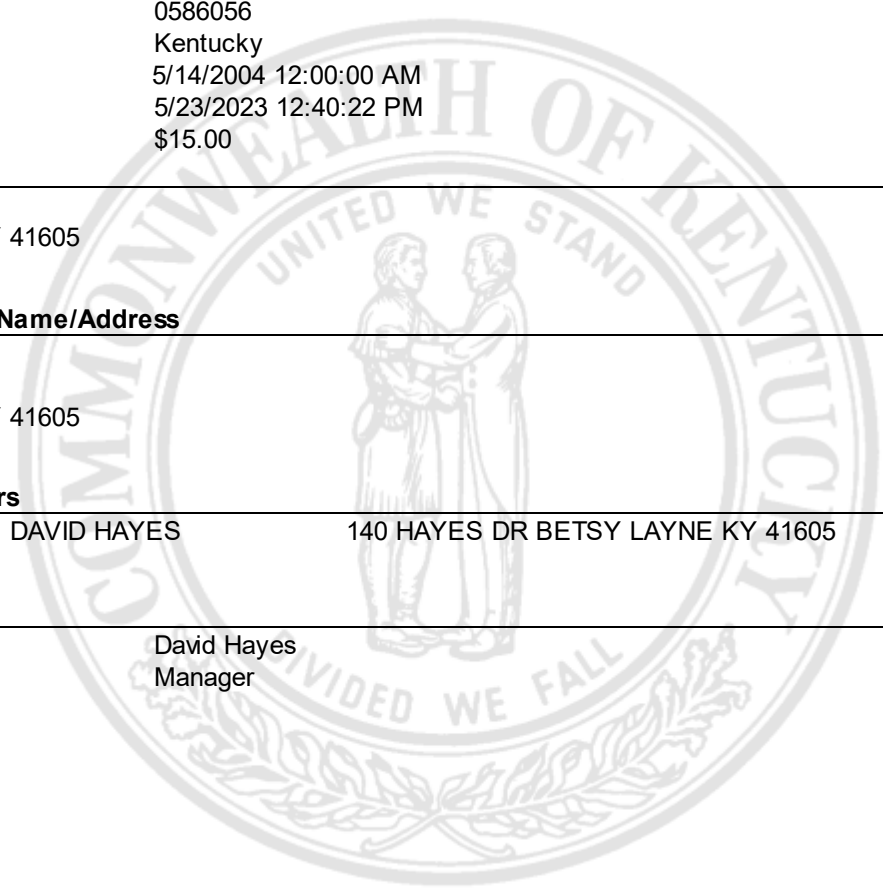 0586056
Kentucky
5/14/2004 12:00:00 AM
5/23/2023 12:40:22 PM
$15.00
41605
Name/Address
41605
rs
DAVID HAYES 140 HAYES DR BETSY LAYNE KY 41605
David Hayes
Manager
COMMONWEALTH OF KENTUCKY
UNITED WE STAND
DIVIDED WE FALL